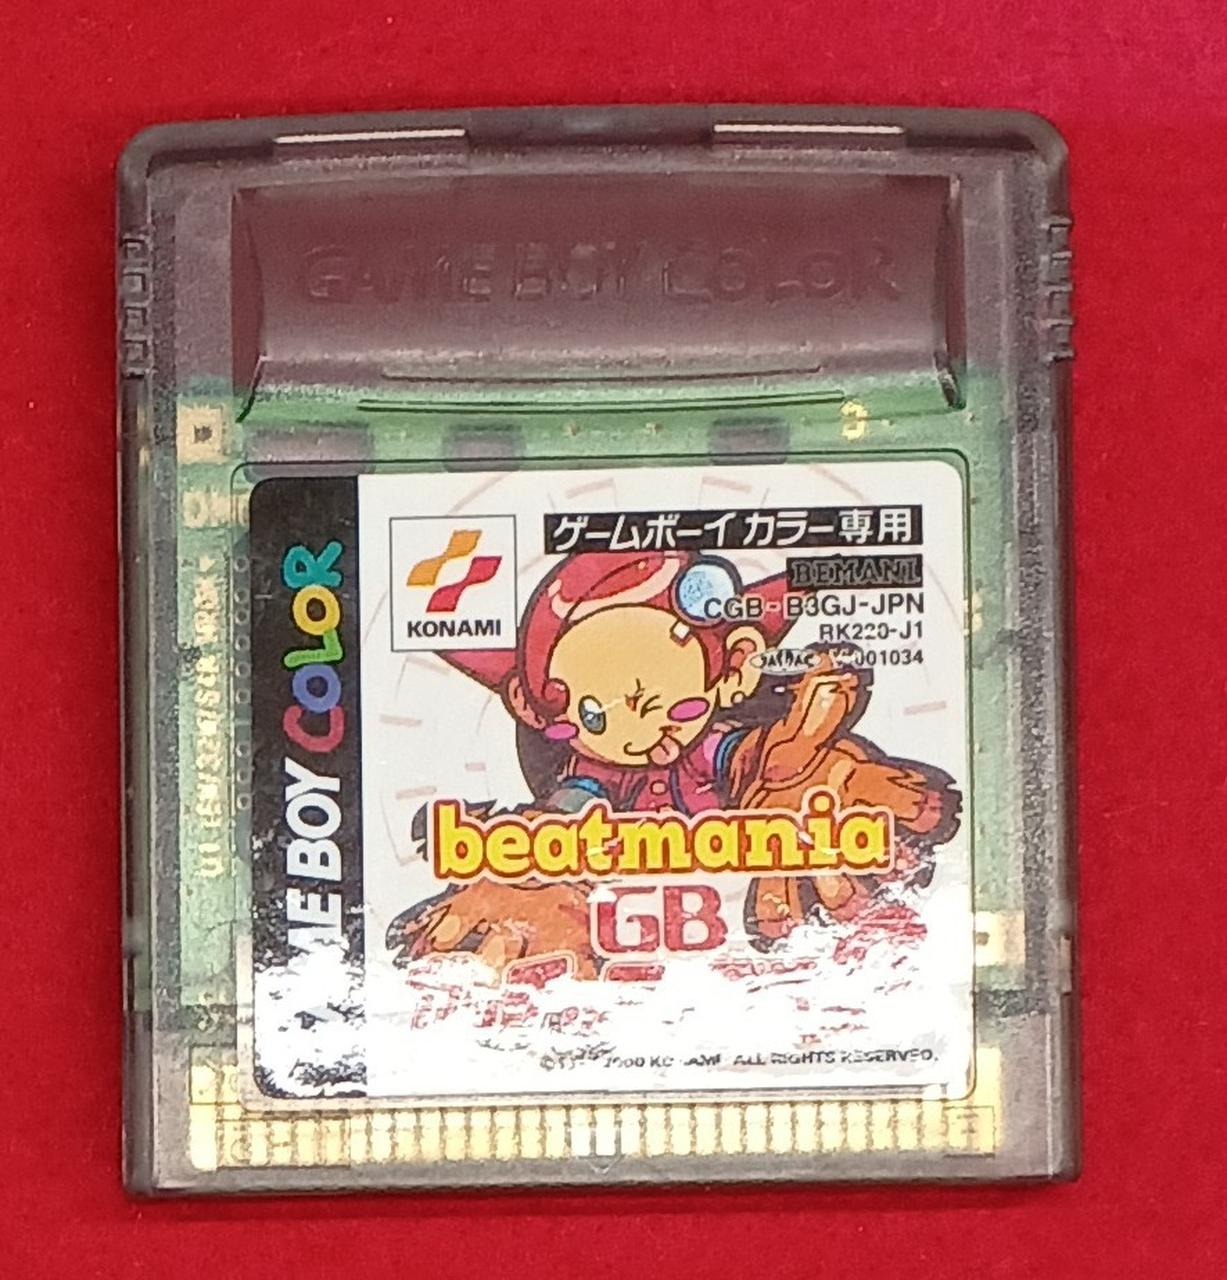 GAME BOY COLOR
GAME BOY COLOR
KONAMI
ゲームボーイカラー専用
BEMANI
CGB-B3GJ-JPN
RK220-J1
001034
beatmania
GB
2000 KONAMI ALL RIGHTS RESERVED.